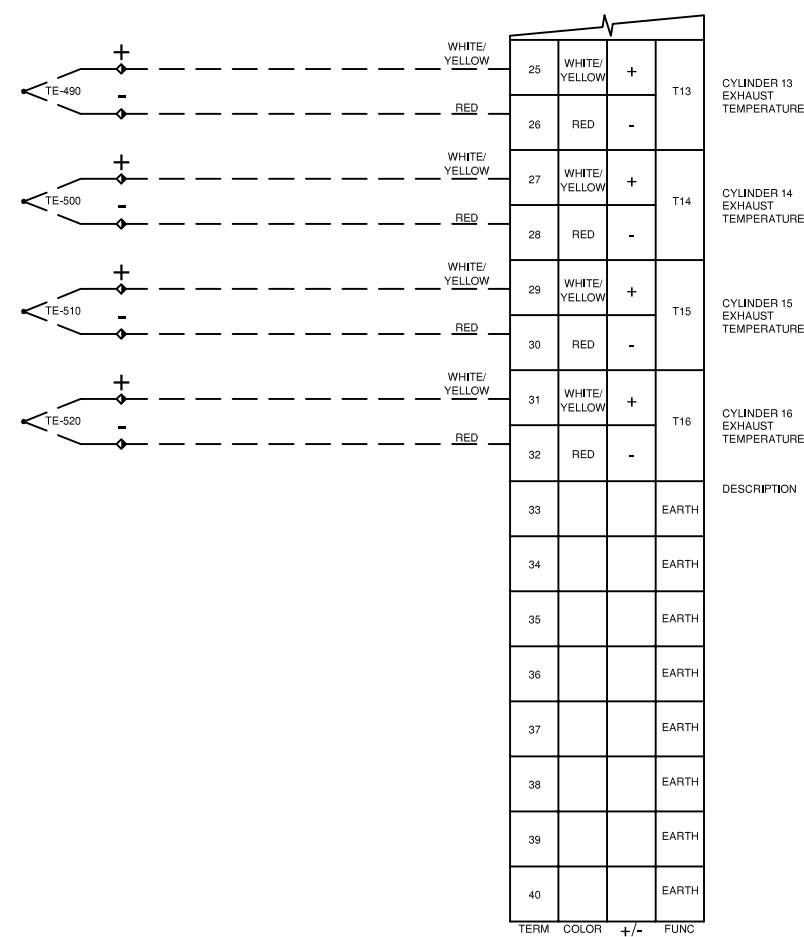 +
WHITE/
YELLOW
TE-490
-
RED
25 WHITE/ +
YELLOW
T13
26 RED -
CYLINDER 13
EXHAUST
TEMPERATURE
+
WHITE/
YELLOW
TE-500
-
RED
27 WHITE/ +
YELLOW
T14
28 RED -
CYLINDER 14
EXHAUST
TEMPERATURE
+
WHITE/
YELLOW
TE-510
-
RED
29 WHITE/ +
YELLOW
T15
30 RED -
CYLINDER 15
EXHAUST
TEMPERATURE
+
WHITE/
YELLOW
TE-520
-
RED
31 WHITE/ +
YELLOW
T16
32 RED -
CYLINDER 16
EXHAUST
TEMPERATURE
DESCRIPTION
33 EARTH
34 EARTH
35 EARTH
36 EARTH
37 EARTH
38 EARTH
39 EARTH
40 EARTH
TERM COLOR +/- FUNC